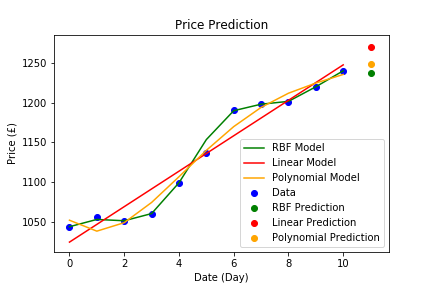 Price Prediction
1250
1200
1150
1100
1050
Price (£)
RBF Model
Linear Model
Polynomial Model
Data
RBF Prediction
Linear Prediction
Polynomial Prediction
0 2 4 6 8 10
Date (Day)